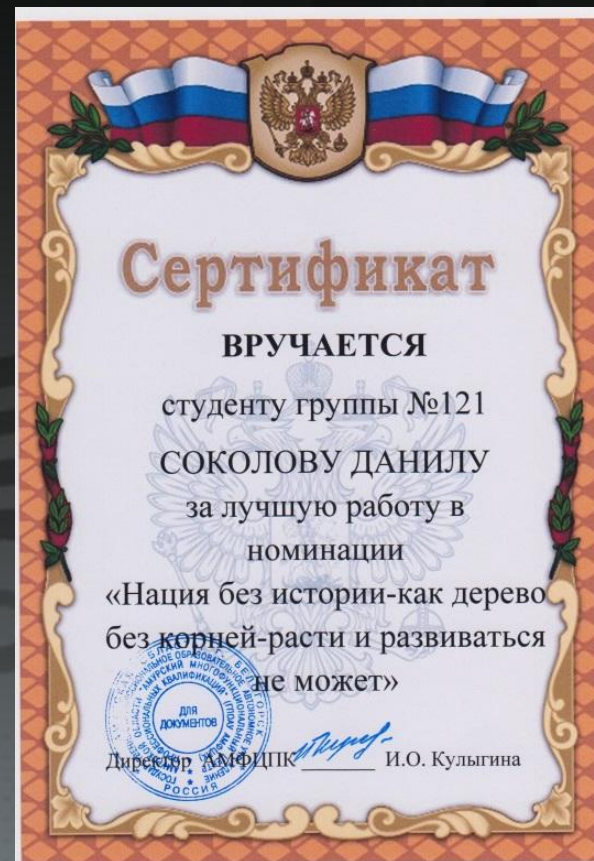 Сертификат
ВРУЧАЕТСЯ
студенту группы №121
СОКОЛОВУ ДАНИЛУ
за лучшую работу в
номинации
«Нация без истории-как дерево
без корней-расти и развиваться
не может»
ДЛЯ
ДОКУМЕНТОВ
РОССИЯ
Директор АМФЦПК И.О. Кулыгина